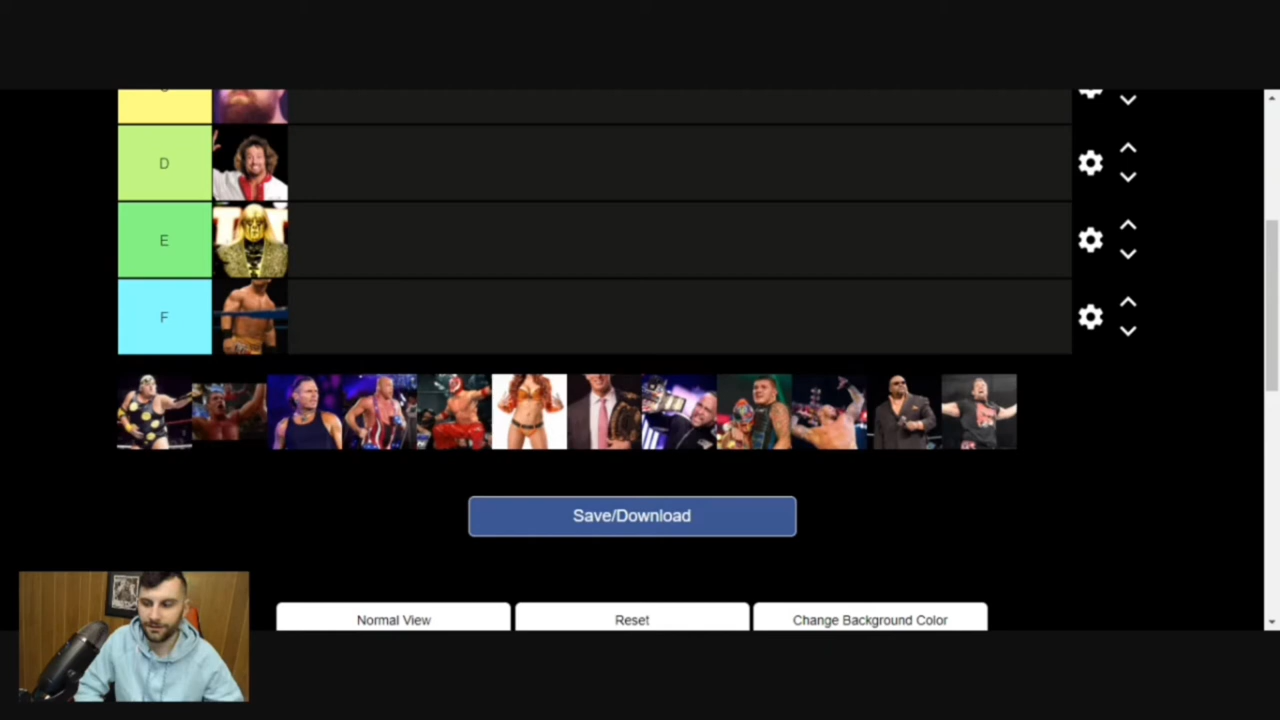 D
E
F
Save/Download
Normal View
Reset
Change Background Color